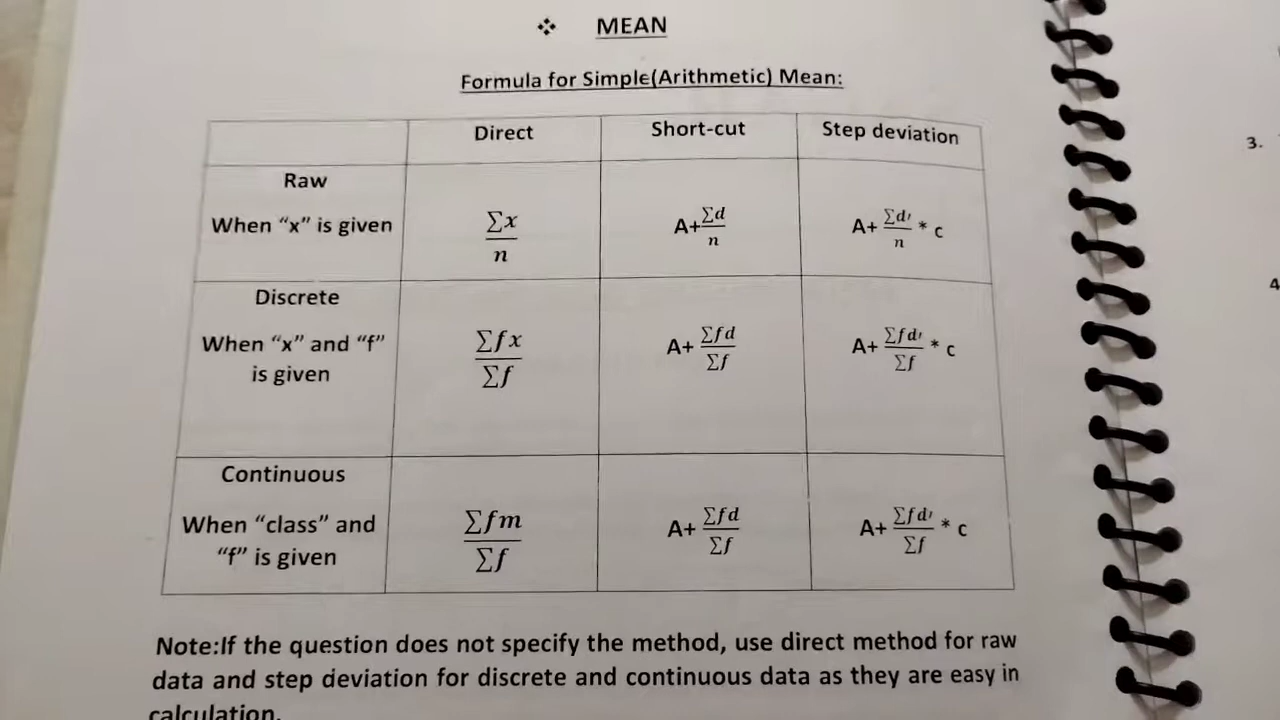 ❖ MEAN
Formula for Simple(Arithmetic) Mean:
Direct Short-cut Step deviation
Raw
When “x” is given
∑x/n
A+ ∑d/n
A+ ∑d′/n * c
Discrete
When “x” and “f”
is given
∑fx/∑f
A+ ∑fd/∑f
A+ ∑fd′/∑f * c
Continuous
When “class” and
“f” is given
∑fm/∑f
A+ ∑fd/∑f
A+ ∑fd′/∑f * c
Note:If the question does not specify the method, use direct method for raw
data and step deviation for discrete and continuous data as they are easy in
calculation.
3.
4